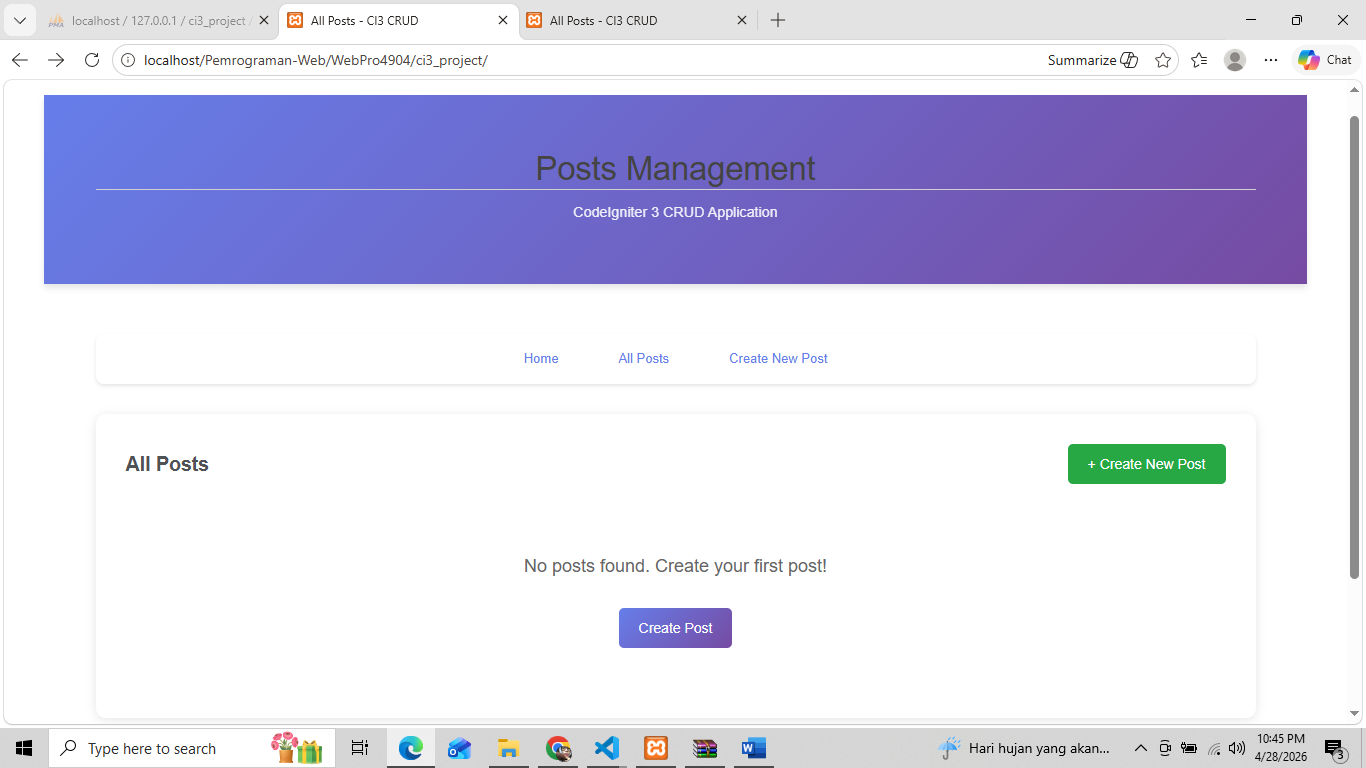 localhost / 127.0.0.1 / ci3_project /
All Posts - CI3 CRUD
All Posts - CI3 CRUD
localhost/Pemrograman-Web/WebPro4904/ci3_project/
Summarize
Chat
Posts Management
CodeIgniter 3 CRUD Application
Home All Posts Create New Post
All Posts
+ Create New Post
No posts found. Create your first post!
Create Post
Type here to search
Hari hujan yang akan...
10:45 PM
4/28/2026
3